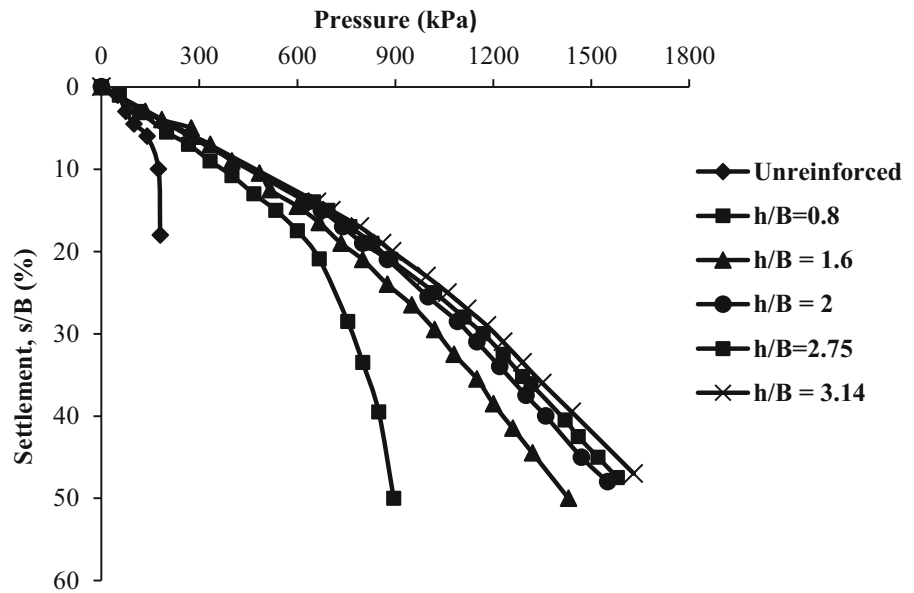 Pressure (kPa)
0 300 600 900 1200 1500 1800
0
10
20
30
40
50
60
Settlement, s/B (%)
Unreinforced
h/B=0.8
h/B = 1.6
h/B = 2
h/B=2.75
h/B = 3.14